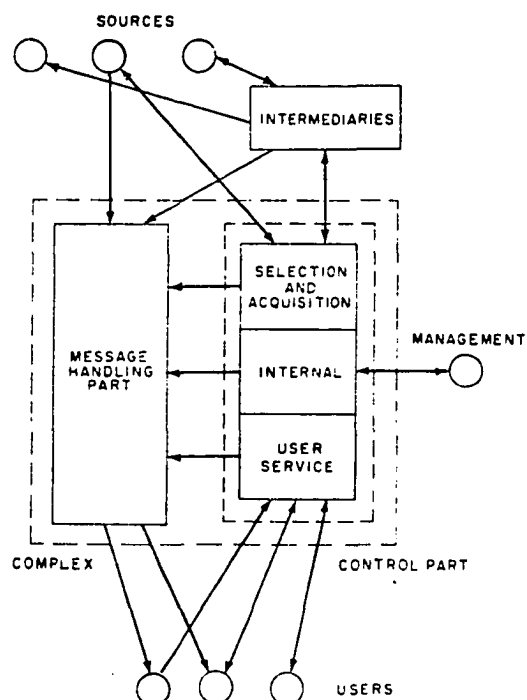 SOURCES
INTERMEDIARIES
SELECTION
AND
ACQUISITION
MANAGEMENT
MESSAGE
HANDLING
PART
INTERNAL
USER
SERVICE
COMPLEX
CONTROL PART
USERS